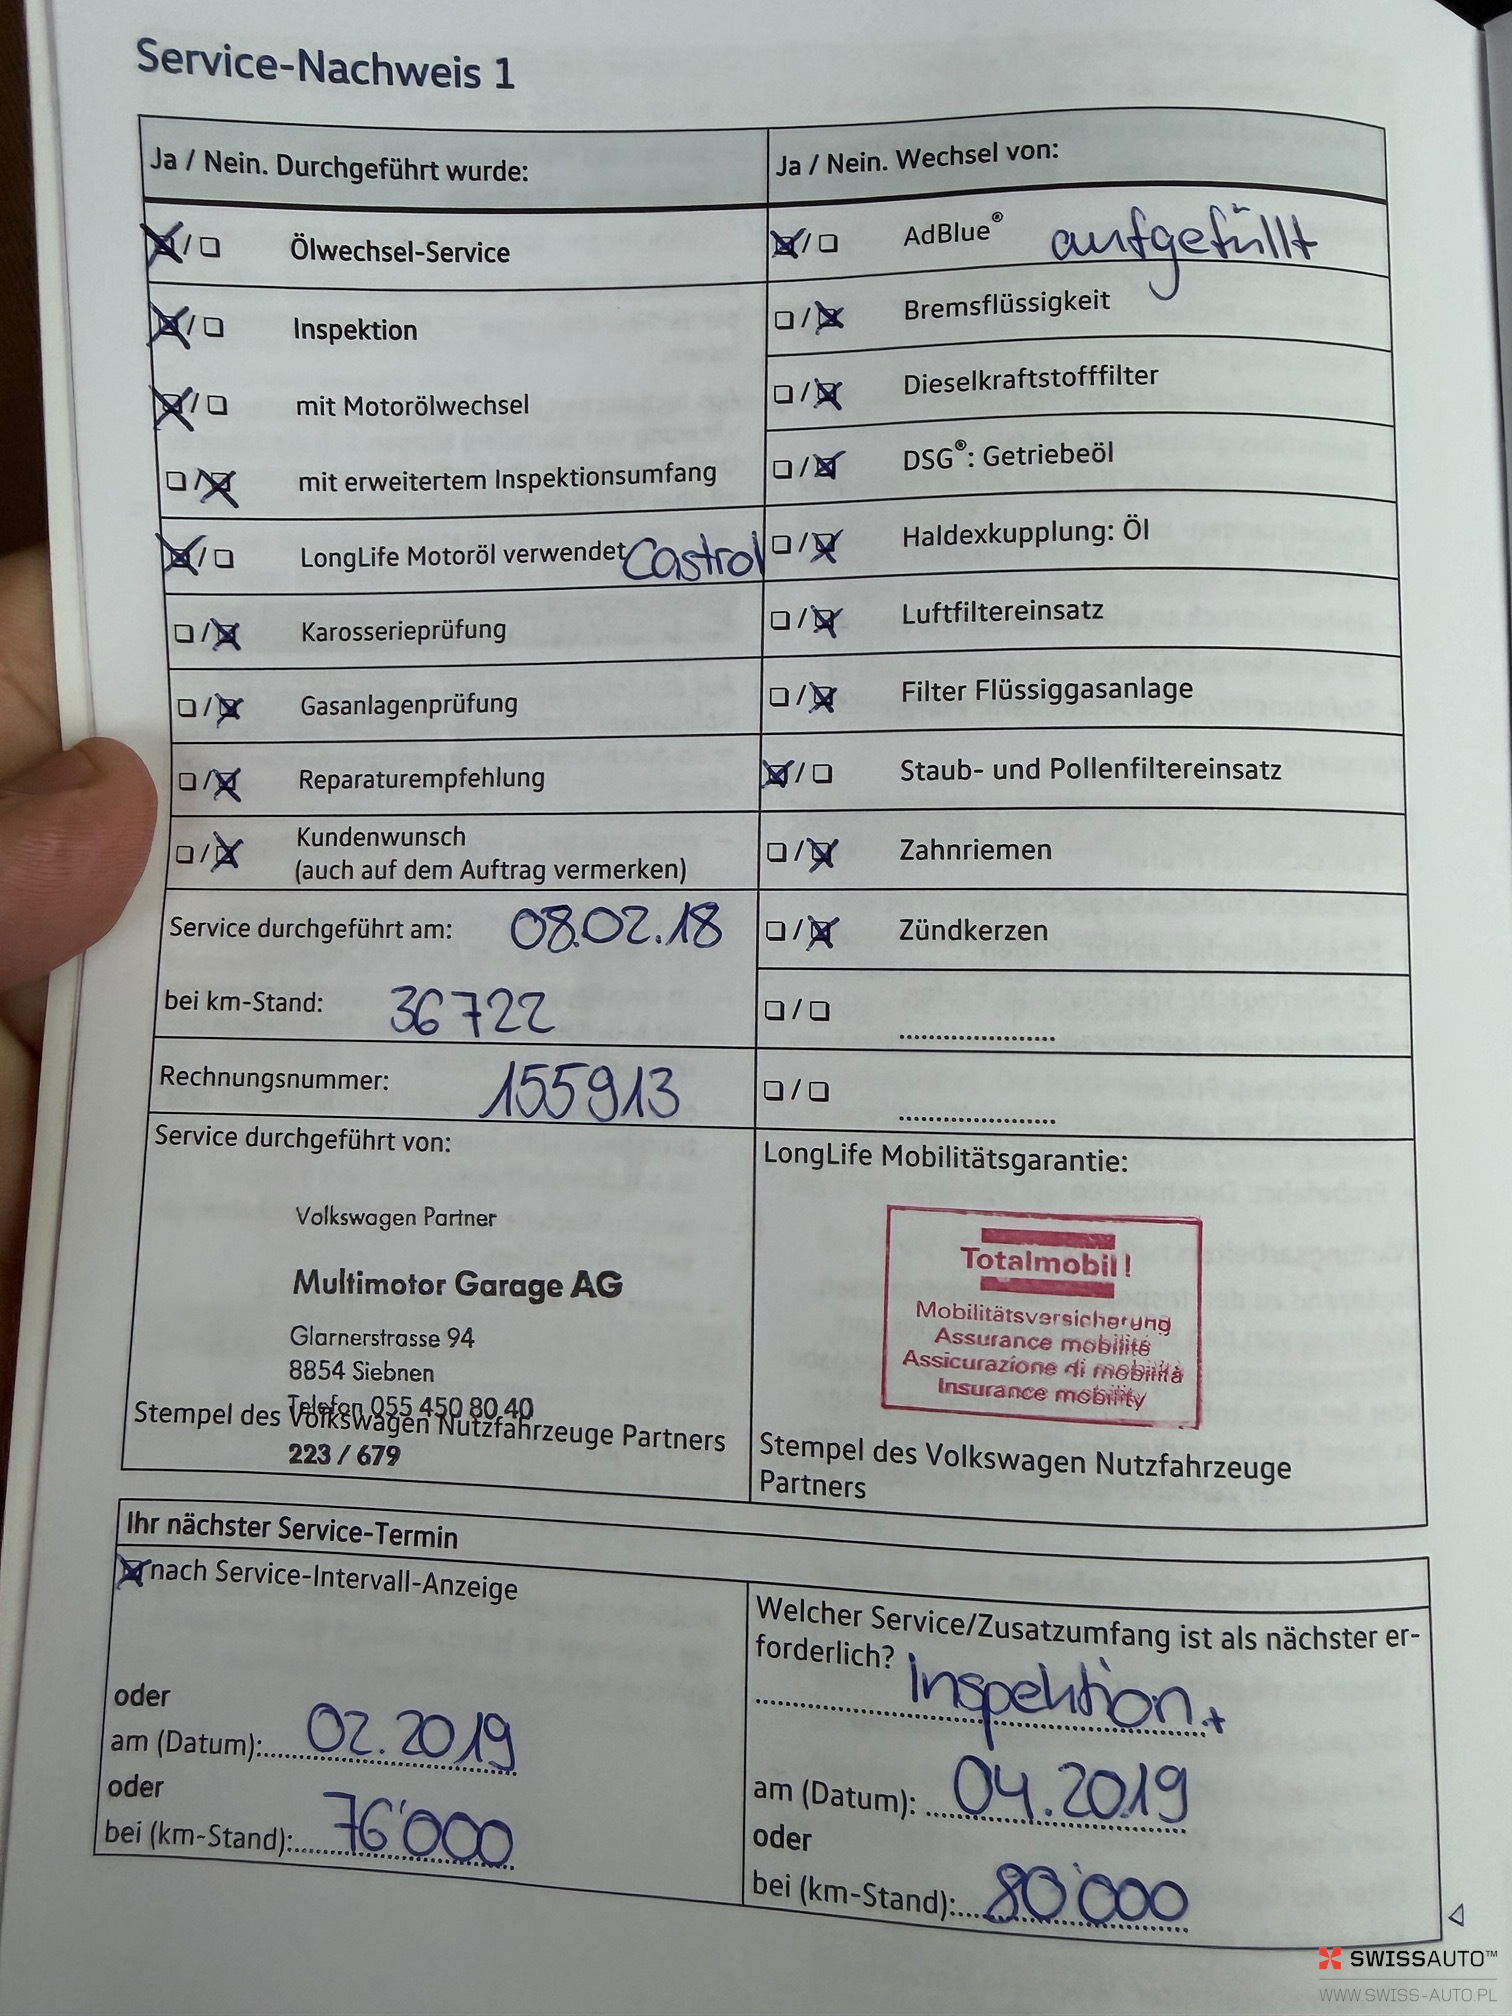 Service-Nachweis 1
Ja / Nein. Durchgeführt wurde:
Ölwechsel-Service
Inspektion
mit Motorölwechsel
mit erweitertem Inspektionsumfang
LongLife Motoröl verwendet Castrol
Karosserieprüfung
Gasanlagenprüfung
Reparaturempfehlung
Kundenwunsch
(auch auf dem Auftrag vermerken)
Service durchgeführt am: 08.02.18
bei km-Stand: 36722
Rechnungsnummer: 155913
Service durchgeführt von:
Volkswagen Partner
Multimotor Garage AG
Glarnerstrasse 94
8854 Siebnen
Telefon 055 450 80 40
Stempel des Volkswagen Nutzfahrzeuge Partners
223 / 679
Ja / Nein. Wechsel von:
AdBlue® aufgefüllt
Bremsflüssigkeit
Dieselkraftstofffilter
DSG®: Getriebeöl
Haldexkupplung: Öl
Luftfiltereinsatz
Filter Flüssiggasanlage
Staub- und Pollenfiltereinsatz
Zahnriemen
Zündkerzen
LongLife Mobilitätsgarantie:
Totalmobil!
Mobilitätsversicherung
Assurance mobilité
Assicurazione di mobilità
Insurance mobility
Stempel des Volkswagen Nutzfahrzeuge
Partners
Ihr nächster Service-Termin
nach Service-Intervall-Anzeige
oder
am (Datum): 02.2019
oder
bei (km-Stand): 76'000
Welcher Service/Zusatzumfang ist als nächster er-
forderlich? Inspektion +
am (Datum): 04.2019
oder
bei (km-Stand): 80'000
SWISSAUTO™
WWW.SWISS-AUTO.PL